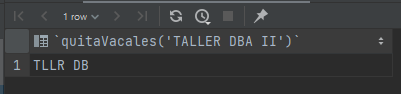 1 row
`quitaVacales('TALLER DBA II')`
1 TLLR DB